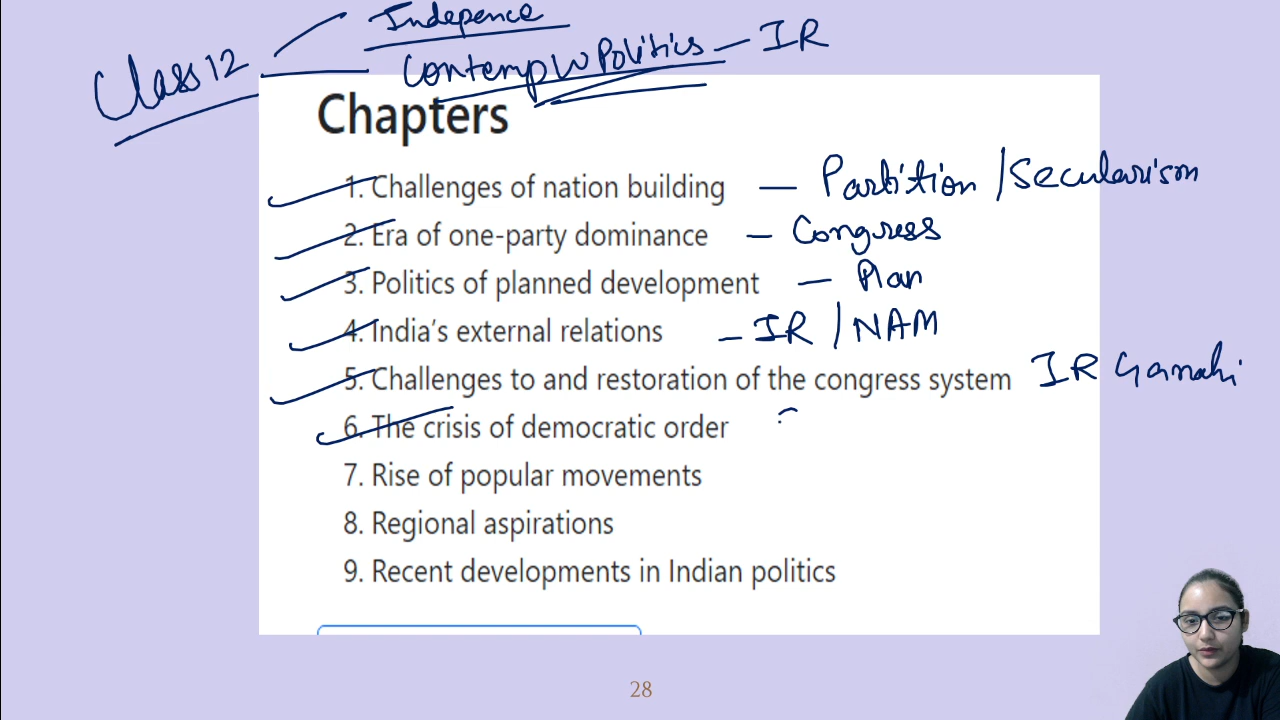 Class 12
Indepence
Contemp W Politics — IR
Chapters
1. Challenges of nation building — Partition / Secularism
2. Era of one-party dominance — Congress
3. Politics of planned development — Plan
4. India's external relations — IR / NAM
5. Challenges to and restoration of the congress system IR Gandhi
6. The crisis of democratic order
7. Rise of popular movements
8. Regional aspirations
9. Recent developments in Indian politics
28